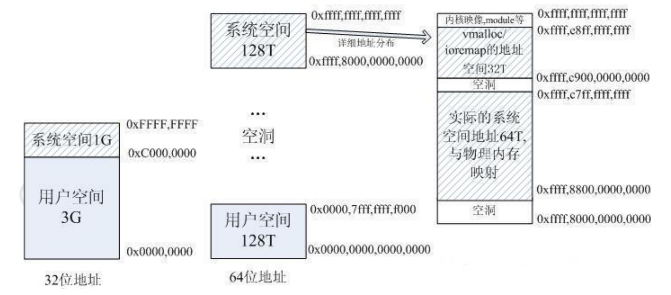 系统空间
128T
0xffff,ffff,ffff,ffff
详细地址分布
0xffff,8000,0000,0000
内核映像,module等
vmalloc/
ioremap的地址
空间32T
空洞
实际的系统
空间地址64T,
与物理内存
映射
空洞
0xffff,ffff,ffff,ffff
0xffff,c8ff,ffff,ffff
0xffff,c900,0000,0000
0xffff,c7ff,ffff,ffff
0xffff,8800,0000,0000
0xffff,8000,0000,0000
...
空洞
...
系统空间1G
0xFFFF,FFFF
0xC000,0000
用户空间
3G
0x0000,0000
32位地址
用户空间
128T
0x0000,7fff,ffff,f000
0x0000,0000,0000,0000
64位地址